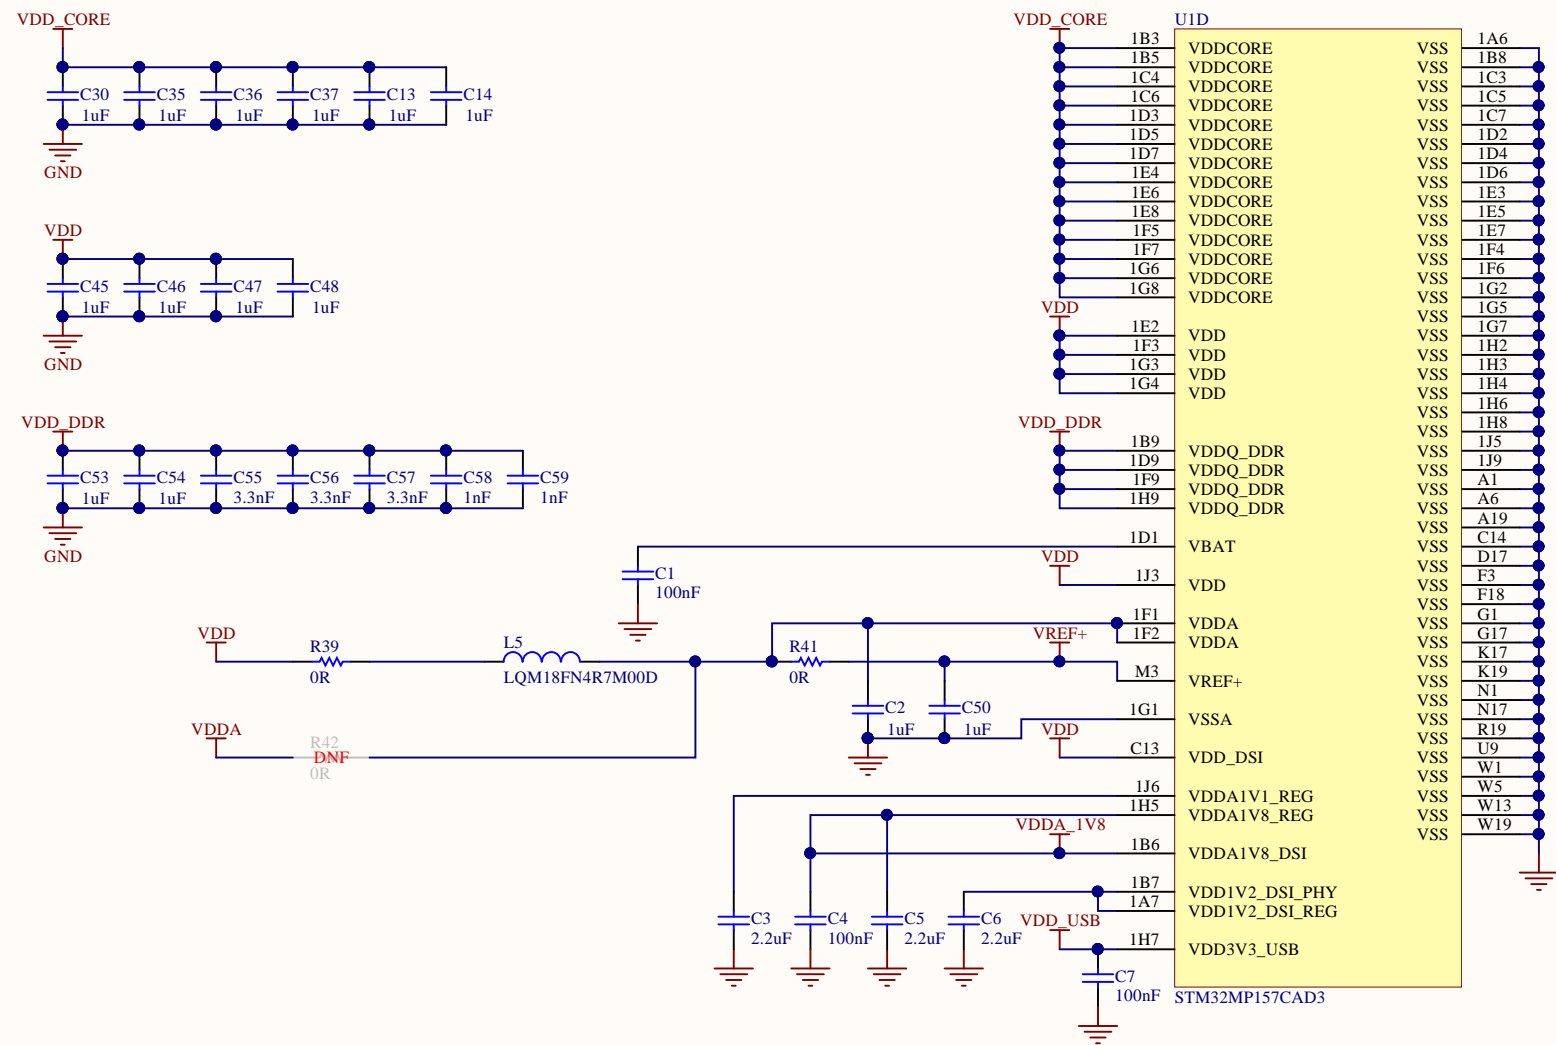 VDD_CORE
C30 C35 C36 C37 C13 C14
1uF 1uF 1uF 1uF 1uF 1uF
GND
VDD
C45 C46 C47 C48
1uF 1uF 1uF 1uF
GND
VDD_DDR
C53 C54 C55 C56 C57 C58 C59
1uF 1uF 3.3nF 3.3nF 3.3nF 1nF 1nF
GND
C1
100nF
VDD
R39
0R
L5
LQM18FN4R7M00D
R41
0R
VDDA
R42
DNF
0R
C2 C50
1uF 1uF
C3 C4 C5 C6
2.2uF 100nF 2.2uF 2.2uF
C7
100nF
VDD_CORE
VDD
VDD_DDR
VDD
VREF+
VDD
VDDA_1V8
VDD_USB
U1D
1B3 VDDCORE
1B5 VDDCORE
1C4 VDDCORE
1C6 VDDCORE
1D3 VDDCORE
1D5 VDDCORE
1D7 VDDCORE
1E4 VDDCORE
1E6 VDDCORE
1E8 VDDCORE
1F5 VDDCORE
1F7 VDDCORE
1G6 VDDCORE
1G8 VDDCORE
1E2 VDD
1F3 VDD
1G3 VDD
1G4 VDD
1B9 VDDQ_DDR
1D9 VDDQ_DDR
1F9 VDDQ_DDR
1H9 VDDQ_DDR
1D1 VBAT
1J3 VDD
1F1 VDDA
1F2 VDDA
M3 VREF+
1G1 VSSA
C13 VDD_DSI
1J6 VDDA1V1_REG
1H5 VDDA1V8_REG
1B6 VDDA1V8_DSI
1B7 VDD1V2_DSI_PHY
1A7 VDD1V2_DSI_REG
1H7 VDD3V3_USB
VSS 1A6
VSS 1B8
VSS 1C3
VSS 1C5
VSS 1C7
VSS 1D2
VSS 1D4
VSS 1D6
VSS 1E3
VSS 1E5
VSS 1E7
VSS 1F4
VSS 1F6
VSS 1G2
VSS 1G5
VSS 1G7
VSS 1H2
VSS 1H3
VSS 1H4
VSS 1H6
VSS 1H8
VSS 1J5
VSS 1J9
VSS A1
VSS A6
VSS A19
VSS C14
VSS D17
VSS F3
VSS F18
VSS G1
VSS G17
VSS K17
VSS K19
VSS N1
VSS N17
VSS R19
VSS U9
VSS W1
VSS W5
VSS W13
VSS W19
STM32MP157CAD3